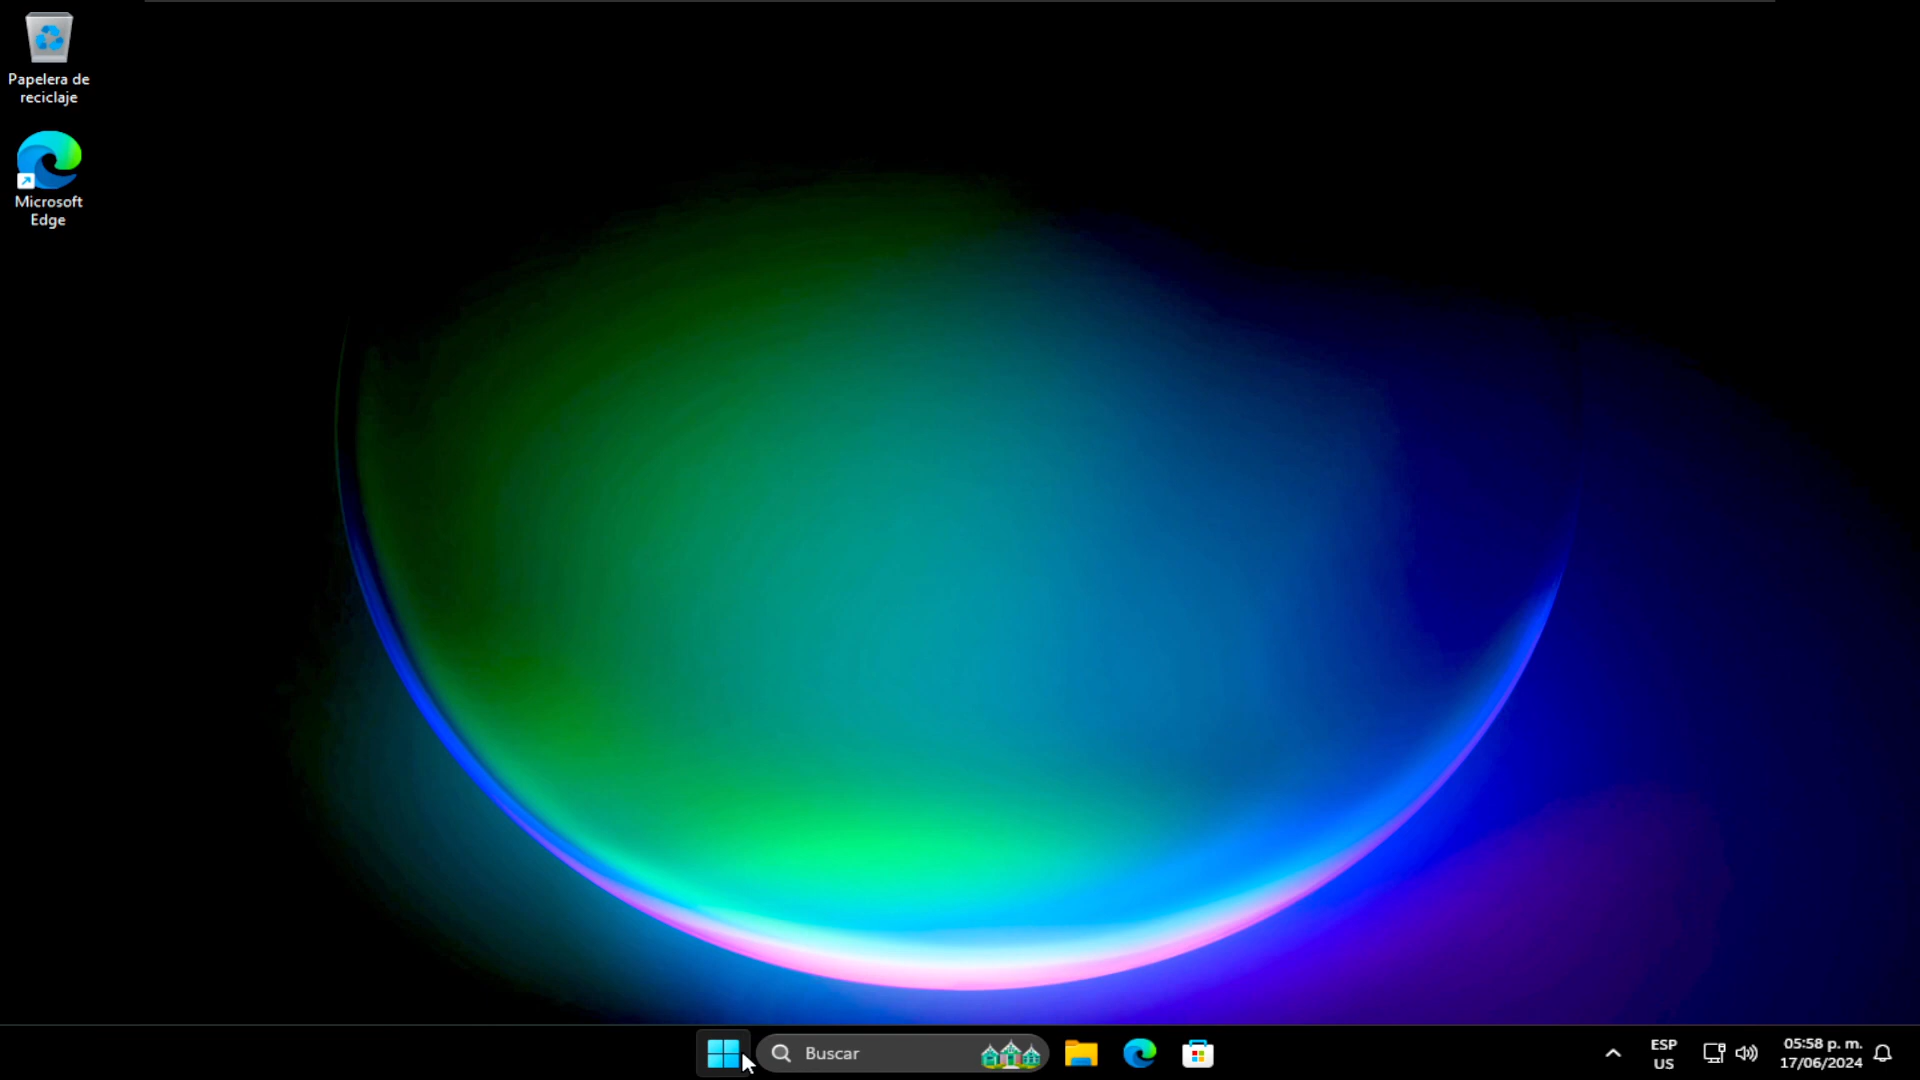 Papelera de
reciclaje
Microsoft
Edge
Buscar
ESP
US
05:58 p. m.
17/06/2024